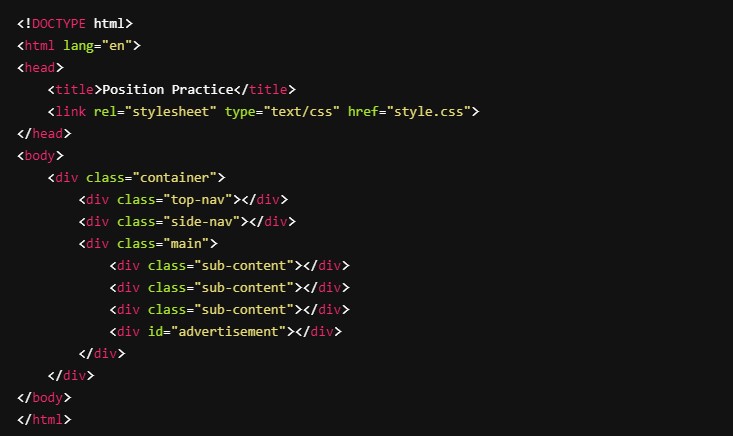 <!DOCTYPE html>
<html lang="en">
<head>
    <title>Position Practice</title>
    <link rel="stylesheet" type="text/css" href="style.css">
</head>
<body>
    <div class="container">
        <div class="top-nav"></div>
        <div class="side-nav"></div>
        <div class="main">
            <div class="sub-content"></div>
            <div class="sub-content"></div>
            <div class="sub-content"></div>
            <div id="advertisement"></div>
        </div>
    </div>
</body>
</html>